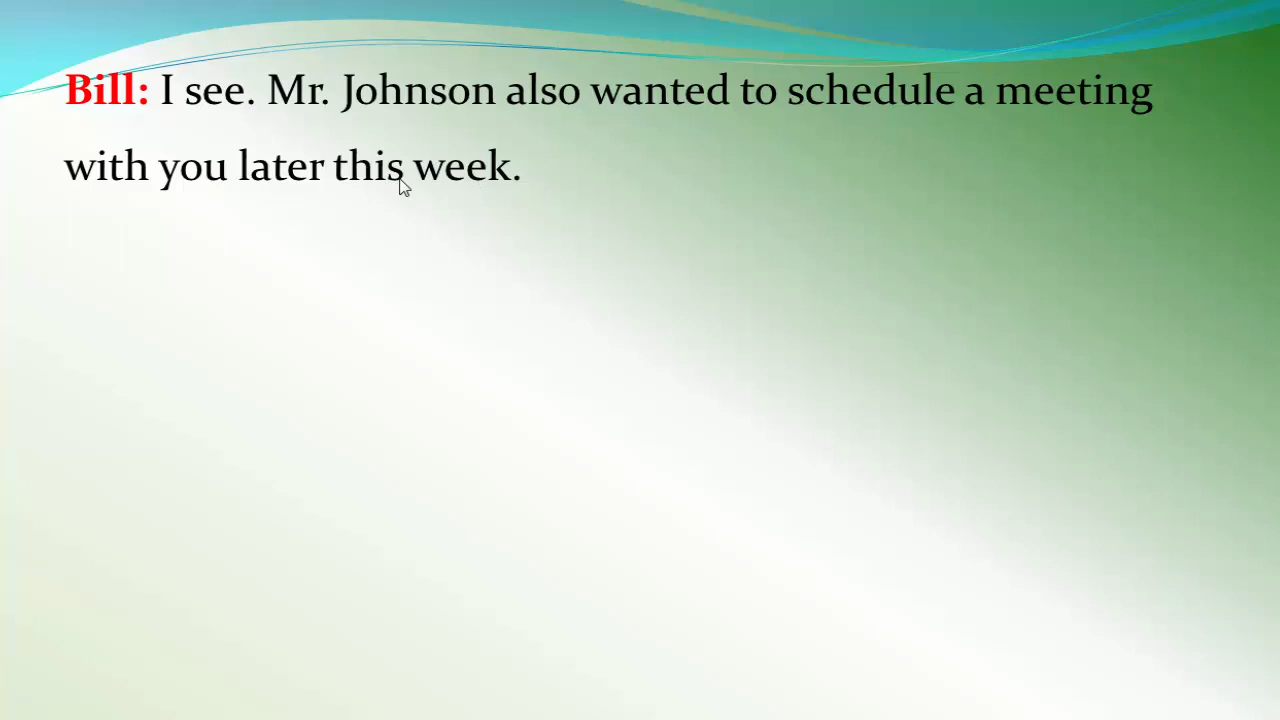 Bill: I see. Mr. Johnson also wanted to schedule a meeting
with you later this week.